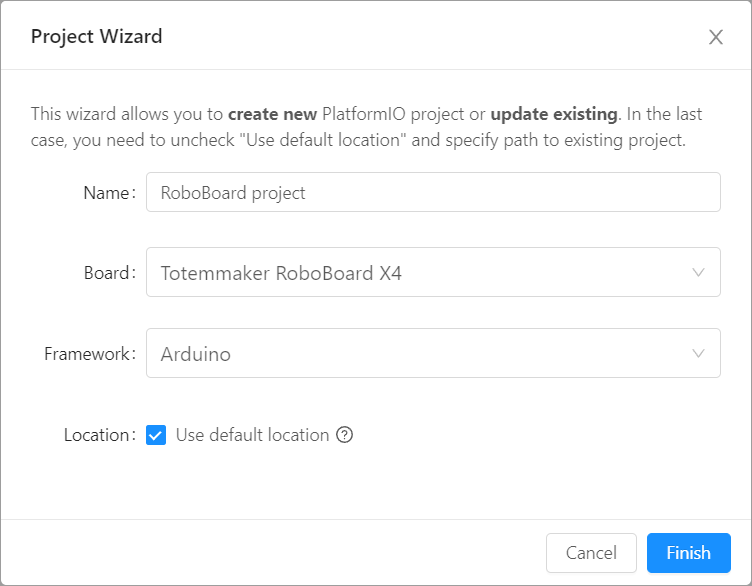 Project Wizard
This wizard allows you to create new PlatformIO project or update existing. In the last
case, you need to uncheck "Use default location" and specify path to existing project.
Name: RoboBoard project
Board: Totemmaker RoboBoard X4
Framework: Arduino
Location: Use default location
Cancel Finish